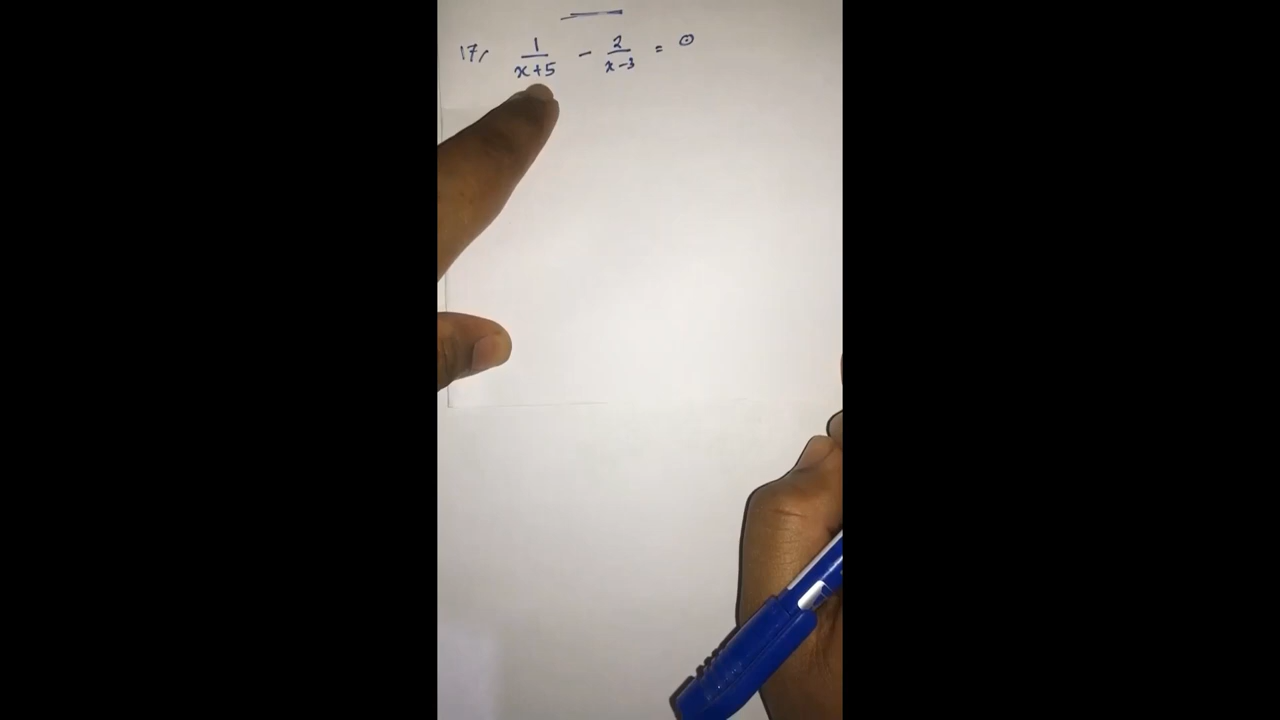 17, 1/(x+5) - 2/(x-3) = 0